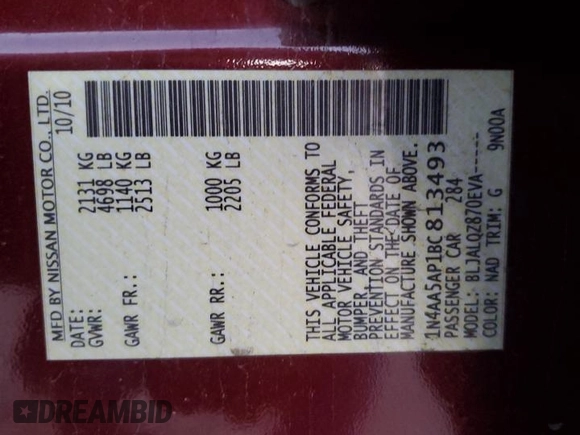 MFD BY NISSAN MOTOR CO., LTD.
DATE: 10/10
GVWR: 2131 KG
4698 LB
GAWR FR.: 1140 KG
2513 LB
GAWR RR.: 1000 KG
2205 LB
THIS VEHICLE CONFORMS TO
ALL APPLICABLE FEDERAL
MOTOR VEHICLE SAFETY,
BUMPER, AND THEFT
PREVENTION STANDARDS IN
EFFECT ON THE DATE OF
MANUFACTURE SHOWN ABOVE.
1N4AA5AP1BC813493
PASSENGER CAR 284
MODEL: BLJALQZ870EVA-----
COLOR: NAD TRIM: G 9N00A
DREAMBID